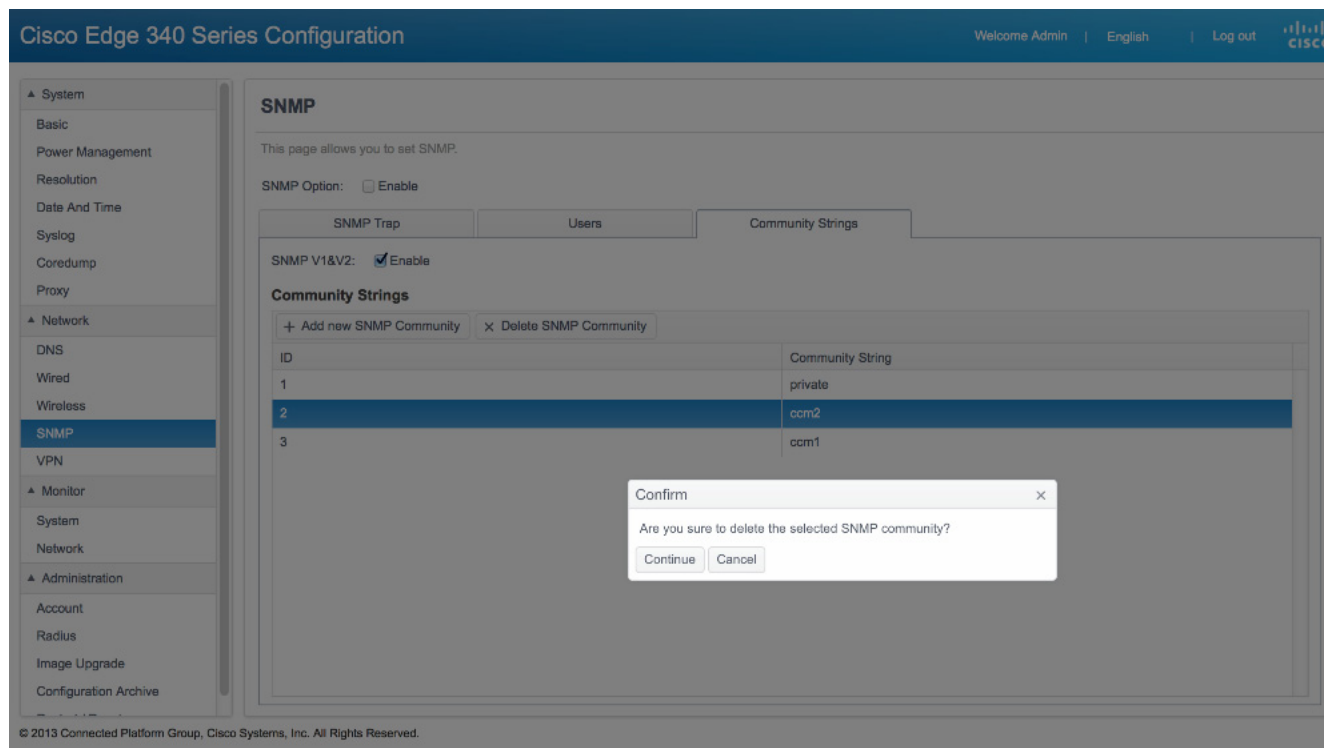 Cisco Edge 340 Series Configuration
Welcome Admin | English | Log out
CISCO
System
Basic
Power Management
Resolution
Date And Time
Syslog
Coredump
Proxy
Network
DNS
Wired
Wireless
SNMP
VPN
Monitor
System
Network
Administration
Account
Radius
Image Upgrade
Configuration Archive
SNMP
This page allows you to set SNMP.
SNMP Option: Enable
SNMP Trap Users Community Strings
SNMP V1&V2: Enable
Community Strings
+ Add new SNMP Community × Delete SNMP Community
ID Community String
1 private
2 ccm2
3 ccm1
Confirm ×
Are you sure to delete the selected SNMP community?
Continue Cancel
© 2013 Connected Platform Group, Cisco Systems, Inc. All Rights Reserved.